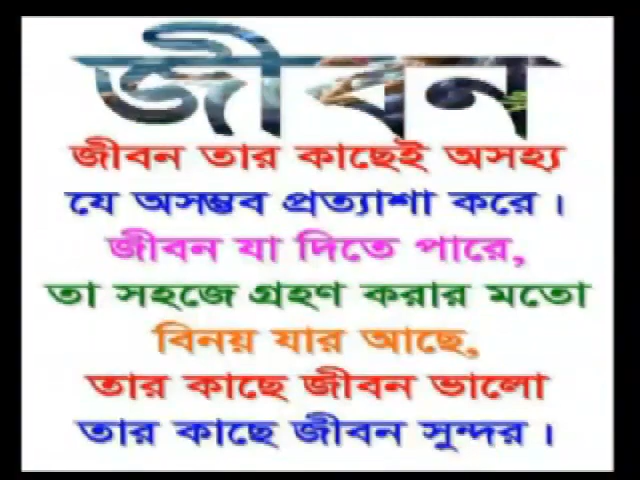 জীবন
জীবন তার কাছেই অসহ্য
যে অসম্ভব প্রত্যাশা করে ।
জীবন যা দিতে পারে,
তা সহজে গ্রহণ করার মতো
বিনয় যার আছে,
তার কাছে জীবন ভালো
তার কাছে জীবন সুন্দর ।